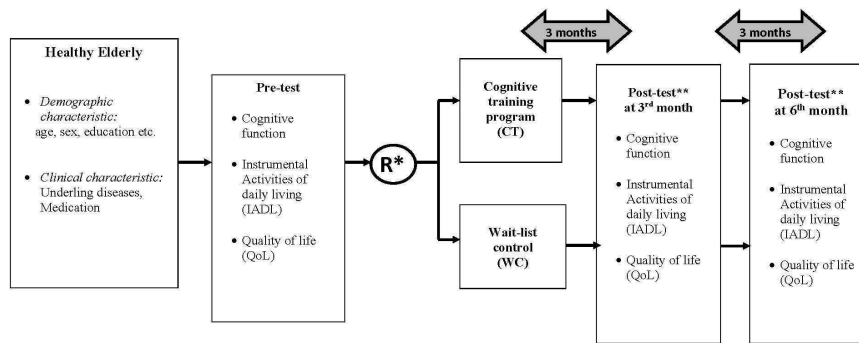 Healthy Elderly
• Demographic
characteristic:
age, sex, education etc.
• Clinical characteristic:
Underling diseases,
Medication
Pre-test
• Cognitive
function
• Instrumental
Activities of
daily living
(IADL)
• Quality of life
(QoL)
R*
3 months
Cognitive
training
program
(CT)
Wait-list
control
(WC)
Post-test**
at 3rd month
• Cognitive
function
• Instrumental
Activities of
daily living
(IADL)
• Quality of life
(QoL)
3 months
Post-test**
at 6th month
• Cognitive
function
• Instrumental
Activities of
daily living
(IADL)
• Quality of life
(QoL)